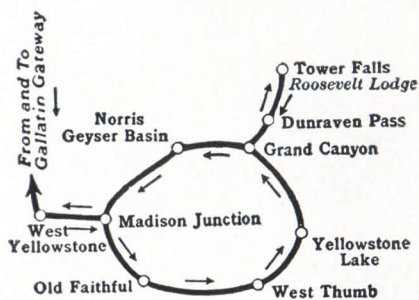 From and To
Gallatin Gateway
Tower Falls
Roosevelt Lodge
Dunraven Pass
Norris
Geyser Basin
Grand Canyon
West
Yellowstone
Madison Junction
Yellowstone
Lake
Old Faithful
West Thumb